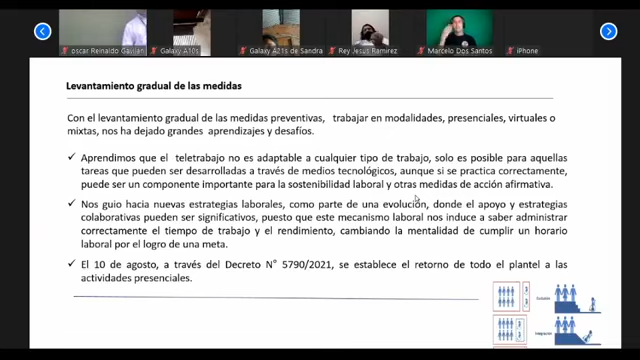 oscar Reinaldo Gavilan
Galaxy A10s
Galaxy A21s de Sandra
Rey Jesus Ramirez
Marcelo Dos Santos
iPhone
Levantamiento gradual de las medidas
Con el levantamiento gradual de las medidas preventivas, trabajar en modalidades, presenciales, virtuales o
mixtas, nos ha dejado grandes aprendizajes y desafíos.
✓ Aprendimos que el teletrabajo no es adaptable a cualquier tipo de trabajo, solo es posible para aquellas
tareas que pueden ser desarrolladas a través de medios tecnológicos, aunque si se practica correctamente,
puede ser un componente importante para la sostenibilidad laboral y otras medidas de acción afirmativa.
✓ Nos guio hacia nuevas estrategias laborales, como parte de una evolución, donde el apoyo y estrategias
colaborativas pueden ser significativos, puesto que este mecanismo laboral nos induce a saber administrar
correctamente el tiempo de trabajo y el rendimiento, cambiando la mentalidad de cumplir un horario
laboral por el logro de una meta.
✓ El 10 de agosto, a través del Decreto N° 5790/2021, se establece el retorno de todo el plantel a las
actividades presenciales.